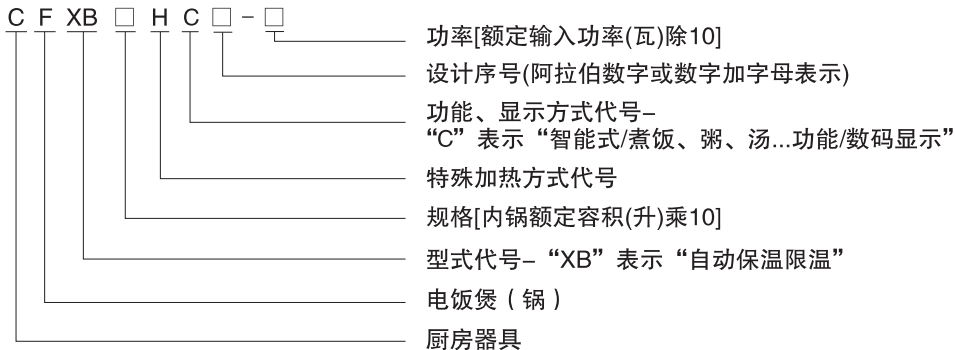 C F XB □ H C □ - □
功率[额定输入功率(瓦)除10]
设计序号(阿拉伯数字或数字加字母表示)
功能、显示方式代号-
“C”表示“智能式/煮饭、粥、汤...功能/数码显示”
特殊加热方式代号
规格[内锅额定容积(升)乘10]
型式代号-“XB”表示“自动保温限温”
电饭煲(锅)
厨房器具